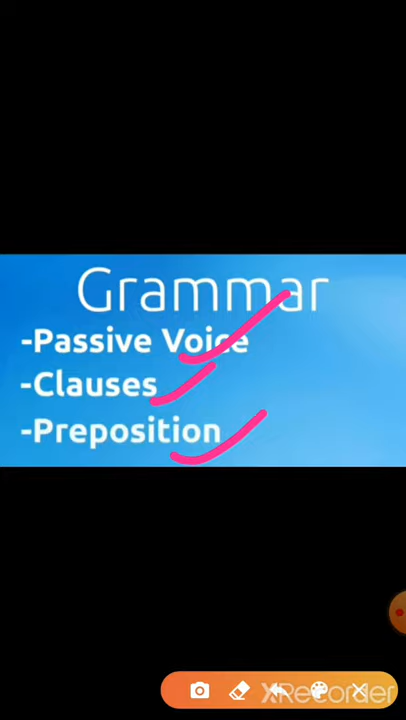 Grammar
-Passive Voice
-Clauses
-Preposition
XRecorder